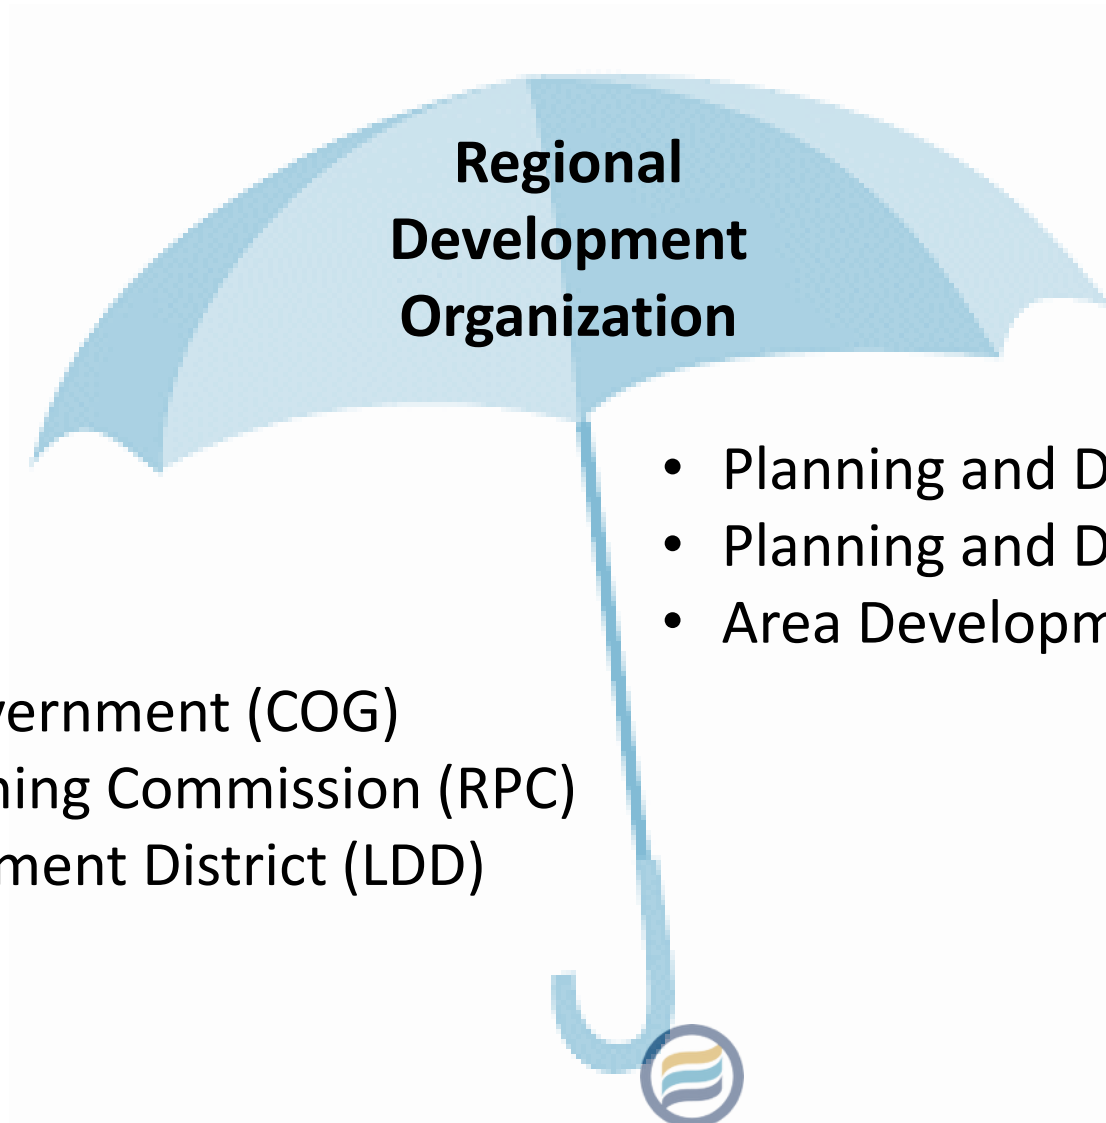 Regional
Development
Organization
• Planning and D
• Planning and D
• Area Developm
vernment (COG)
ning Commission (RPC)
ment District (LDD)